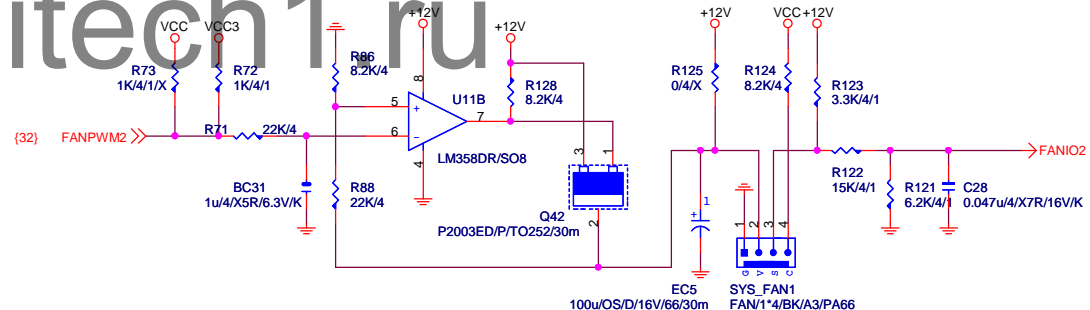 itech1.ru
VCC
VCC3
+12V
+12V
+12V
VCC
+12V
R73
1K/4/1/X
R72
1K/4/1
R86
8.2K/4
8
U11B
R128
8.2K/4
R125
0/4/X
R124
8.2K/4
R123
3.3K/4/1
5
+
7
{32}
FANPWM2
R71
22K/4
6
-
LM358DR/SO8
4
3
1
FANIO2
BC31
1u/4/X5R/6.3V/K
R88
22K/4
Q42
P2003ED/P/TO252/30m
2
1
+
R122
15K/4/1
R121
6.2K/4/1
C28
0.047u/4/X7R/16V/K
1
2
3
4
G
V
S
C
EC5
100u/OS/D/16V/66/30m
SYS_FAN1
FAN/1*4/BK/A3/PA66